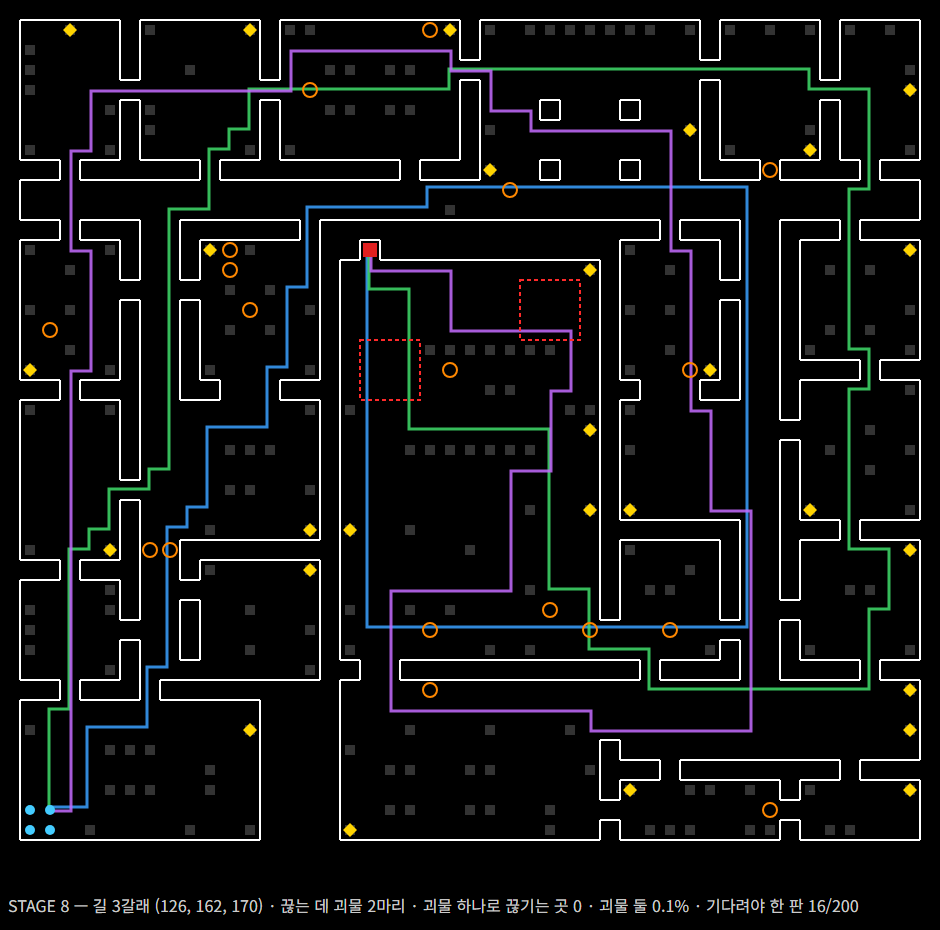 STAGE 8 — 길 3갈래 (126, 162, 170) · 끊는 데 괴물 2마리 · 괴물 하나로 끊기는 곳 0 · 괴물 둘 0.1% · 기다려야 한 판 16/200